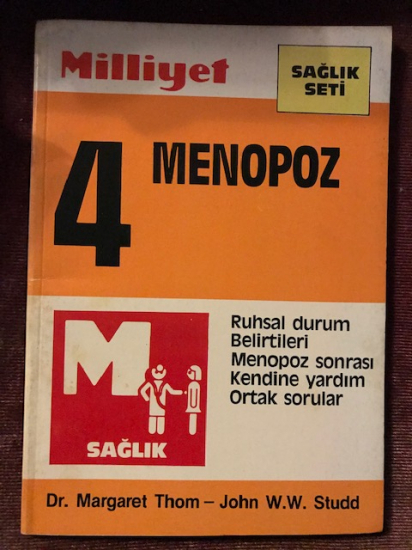 Milliyet
SAĞLIK
SETİ
4
MENOPOZ
M
SAĞLIK
Ruhsal durum
Belirtileri
Menopoz sonrası
Kendine yardım
Ortak sorular
Dr. Margaret Thom – John W.W. Studd